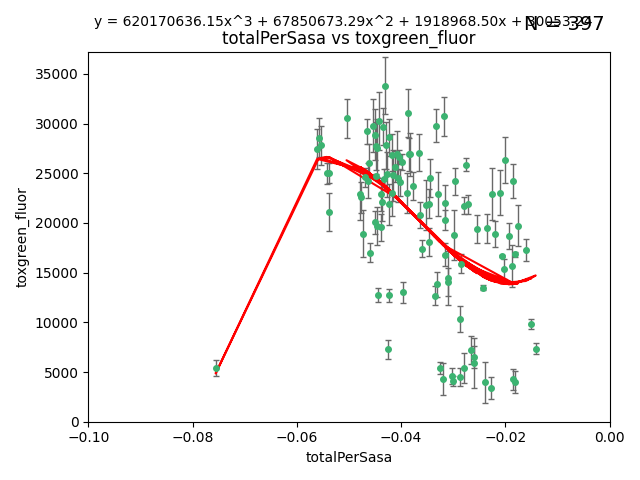 y = 620170636.15x^3 + 67850673.29x^2 + 1918968.50x +
N = 397
totalPerSasa vs toxgreen_fluor
35000
30000
25000
20000
15000
10000
5000
0
toxgreen_fluor
−0.10 −0.08 −0.06 −0.04 −0.02 0.00
totalPerSasa